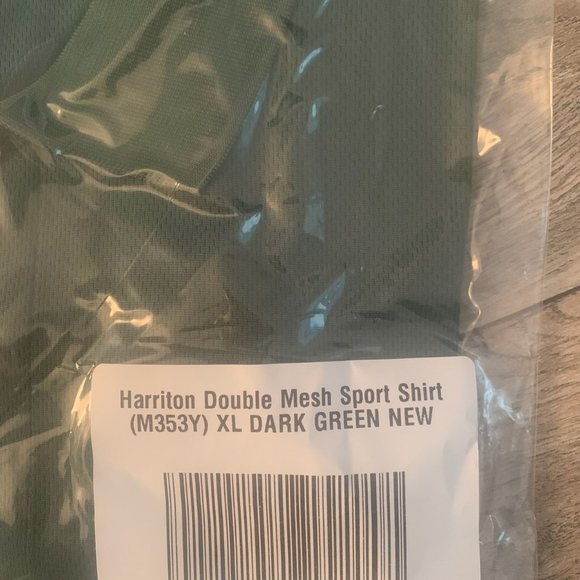 Harriton Double Mesh Sport Shirt
(M353Y) XL DARK GREEN NEW